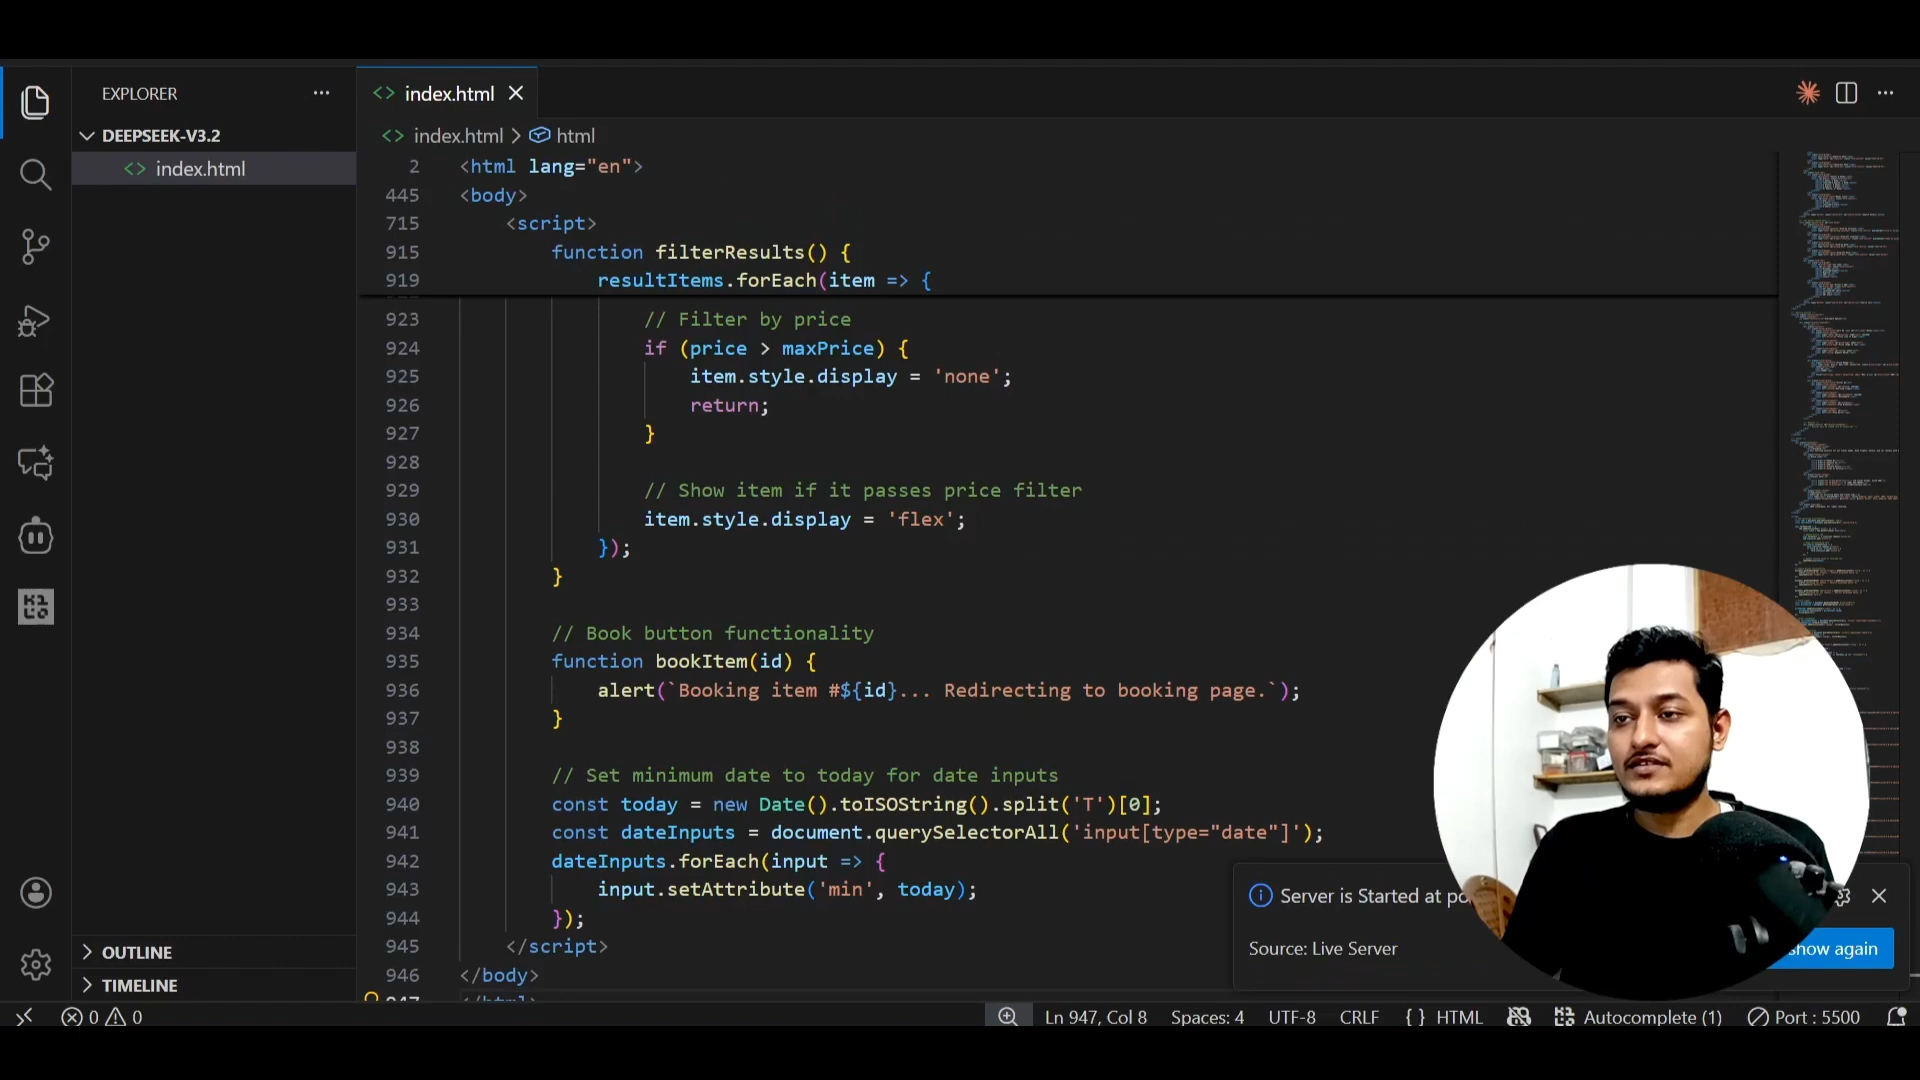 EXPLORER
DEEPSEEK-V3.2
index.html
index.html
index.html > html
2 <html lang="en">
445 <body>
715 <script>
915 function filterResults() {
919 resultItems.forEach(item => {
923 // Filter by price
924 if (price > maxPrice) {
925 item.style.display = 'none';
926 return;
927 }
928
929 // Show item if it passes price filter
930 item.style.display = 'flex';
931 });
932 }
933
934 // Book button functionality
935 function bookItem(id) {
936 alert(`Booking item #${id}... Redirecting to booking page.`);
937 }
938
939 // Set minimum date to today for date inputs
940 const today = new Date().toISOString().split('T')[0];
941 const dateInputs = document.querySelectorAll('input[type="date"]');
942 dateInputs.forEach(input => {
943 input.setAttribute('min', today);
944 });
945 </script>
946 </body>
947 </html>
Server is Started at po
Source: Live Server
show again
OUTLINE
TIMELINE
0 0
Ln 947, Col 8 Spaces: 4 UTF-8 CRLF { } HTML Autocomplete (1) Port : 5500